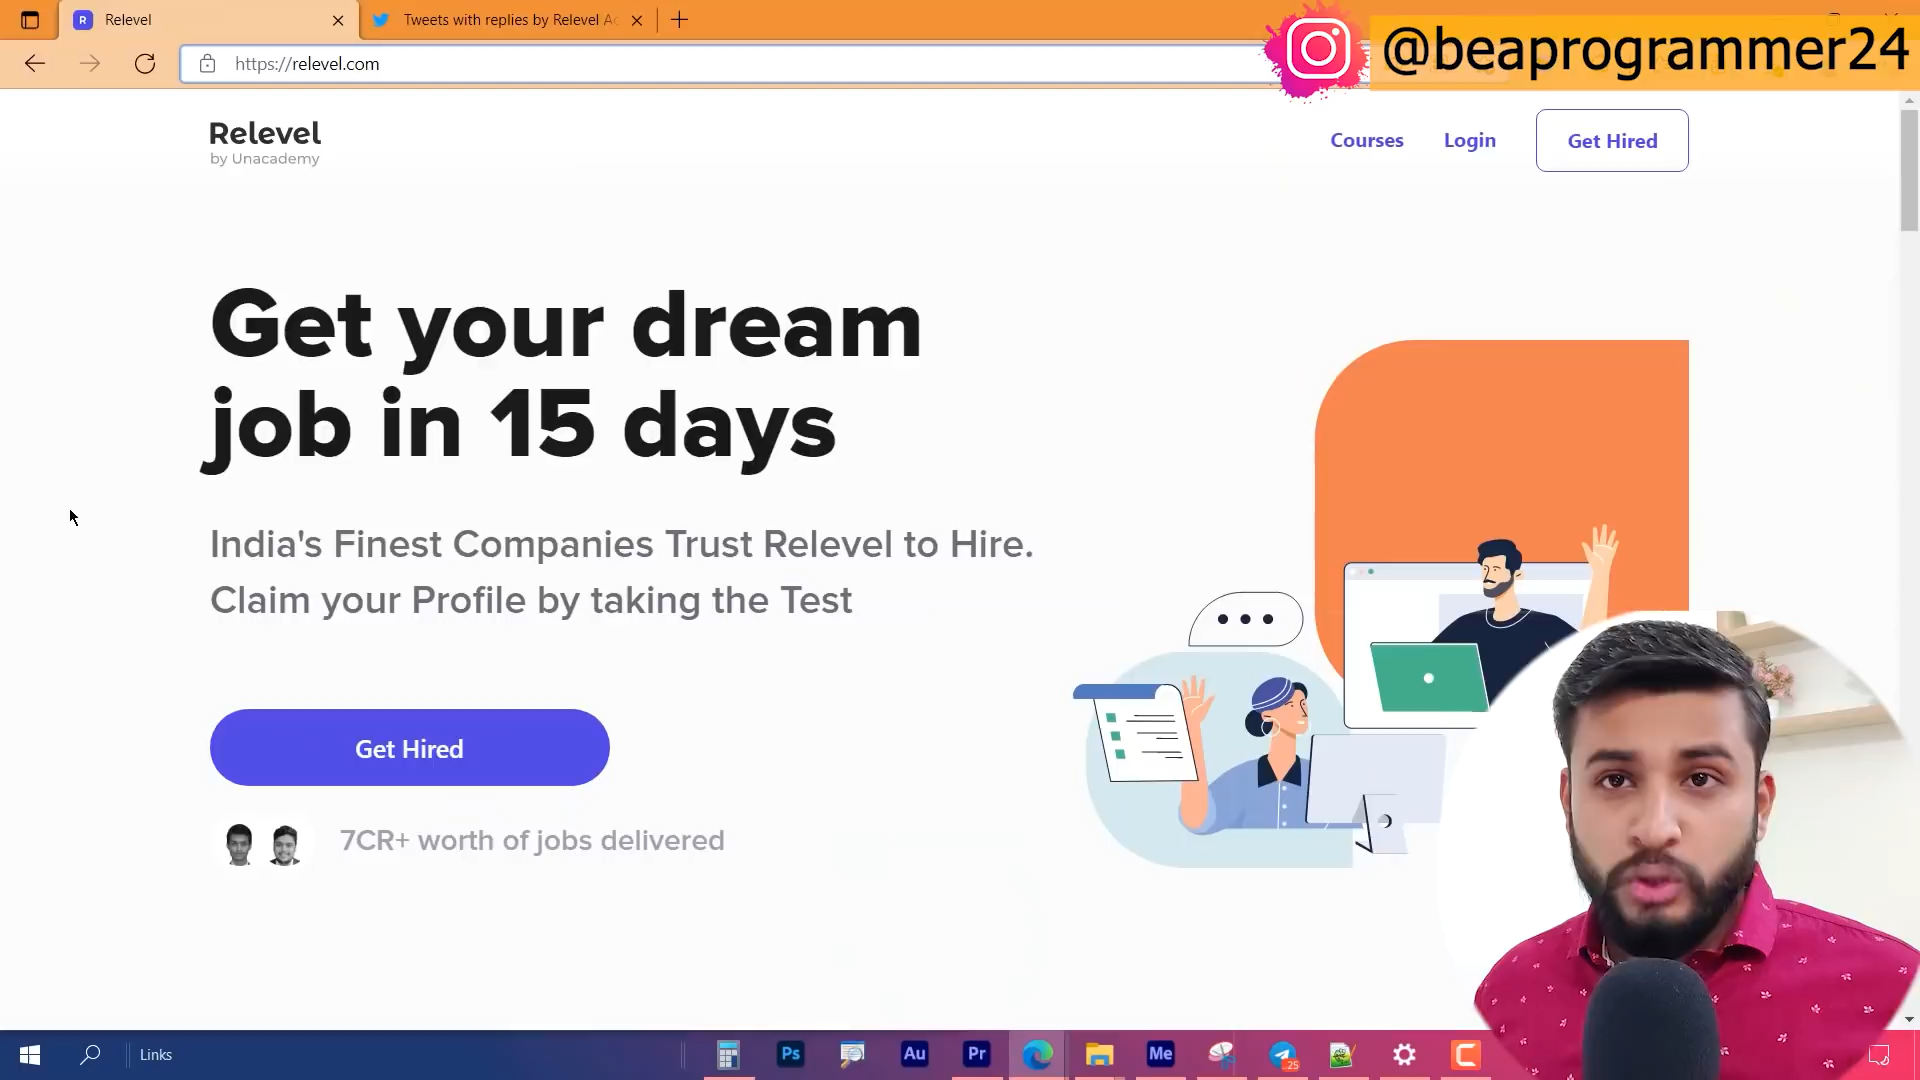 Relevel
Tweets with replies by Relevel Ac
https://relevel.com
@beaprogrammer24
Relevel
by Unacademy
Courses
Login
Get Hired
Get your dream
job in 15 days
India's Finest Companies Trust Relevel to Hire.
Claim your Profile by taking the Test
Get Hired
7CR+ worth of jobs delivered
Links
Ps
Au
Pr
Me
25